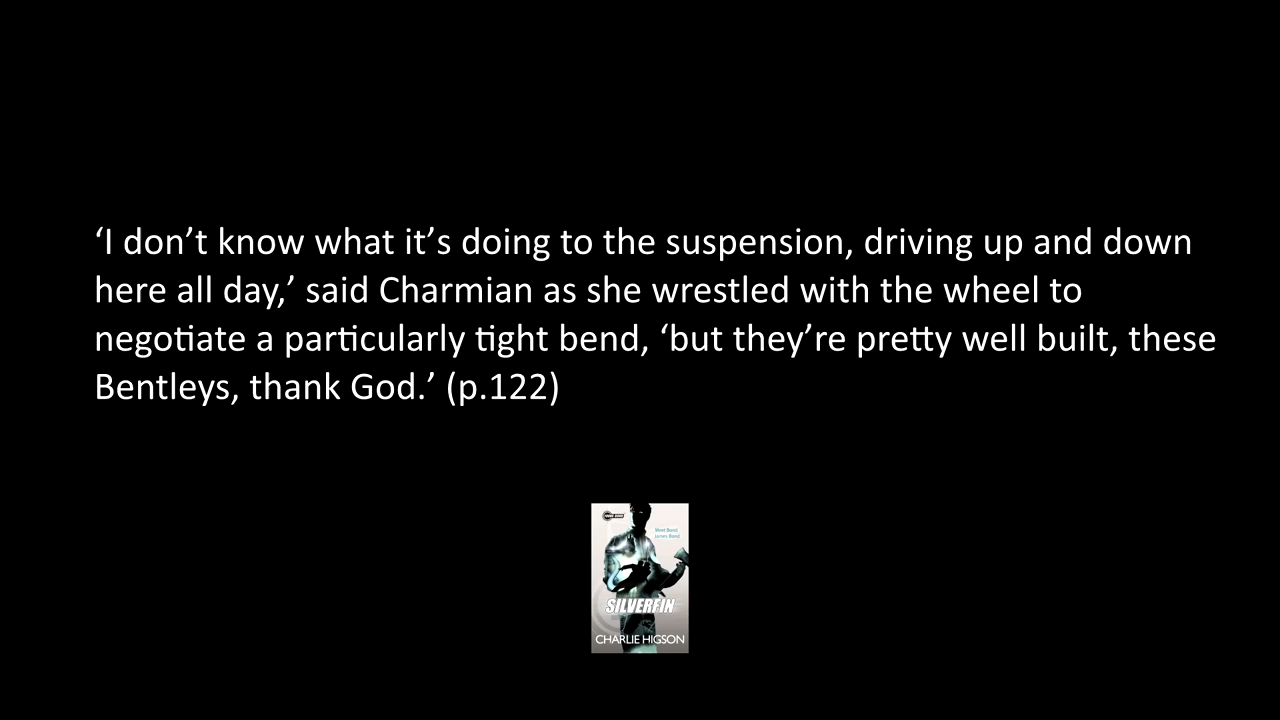 ‘I don’t know what it’s doing to the suspension, driving up and down
here all day,’ said Charmian as she wrestled with the wheel to
negotiate a particularly tight bend, ‘but they’re pretty well built, these
Bentleys, thank God.’ (p.122)
YOUNG BOND
Meet Bond,
James Bond
SILVERFIN
CHARLIE HIGSON